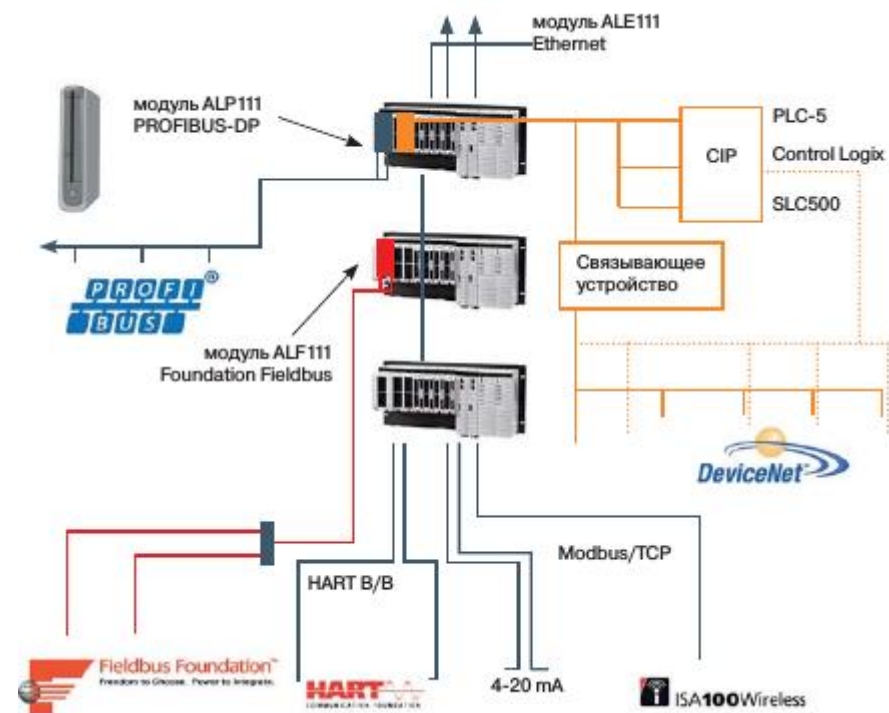 модуль ALE111
Ethernet
модуль ALP111
PROFIBUS-DP
PLC-5
CIP
Control Logix
SLC500
PROFI
BUS
®
Связывающее
устройство
модуль ALF111
Foundation Fieldbus
DeviceNet
Modbus/TCP
HART B/B
Fieldbus Foundation™
Freedom to Choose. Power to Integrate.
HART
COMMUNICATION FOUNDATION
4-20 mA
ISA100Wireless